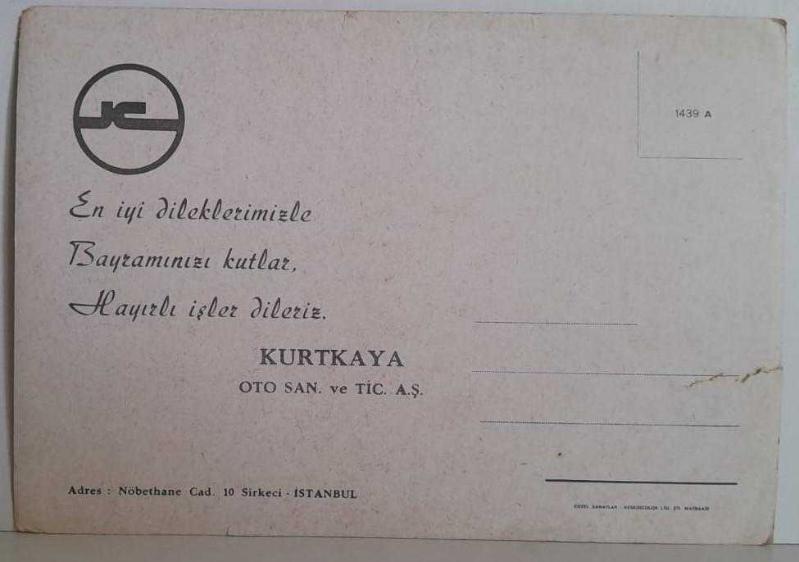 1439 A
En iyi dileklerimizle
Bayramınızı kutlar,
Hayırlı işler dileriz.
KURTKAYA
OTO SAN. ve TİC. A.Ş.
Adres : Nöbethane Cad. 10 Sirkeci - İSTANBUL